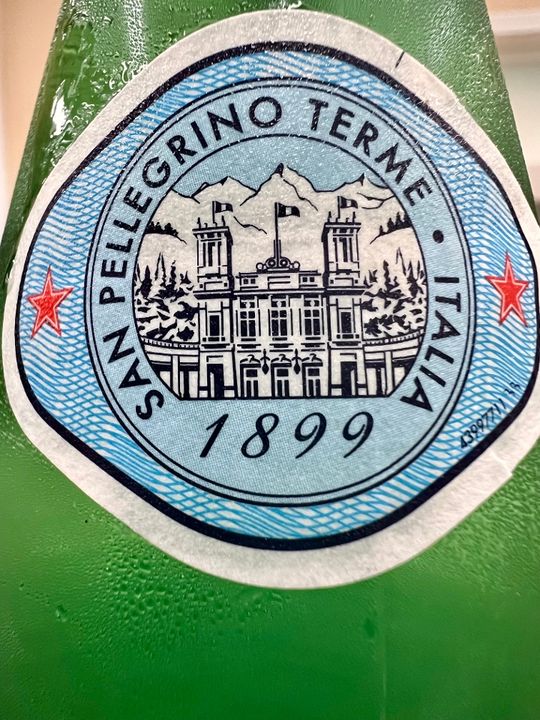 SAN PELLEGRINO TERME • ITALIA
1899